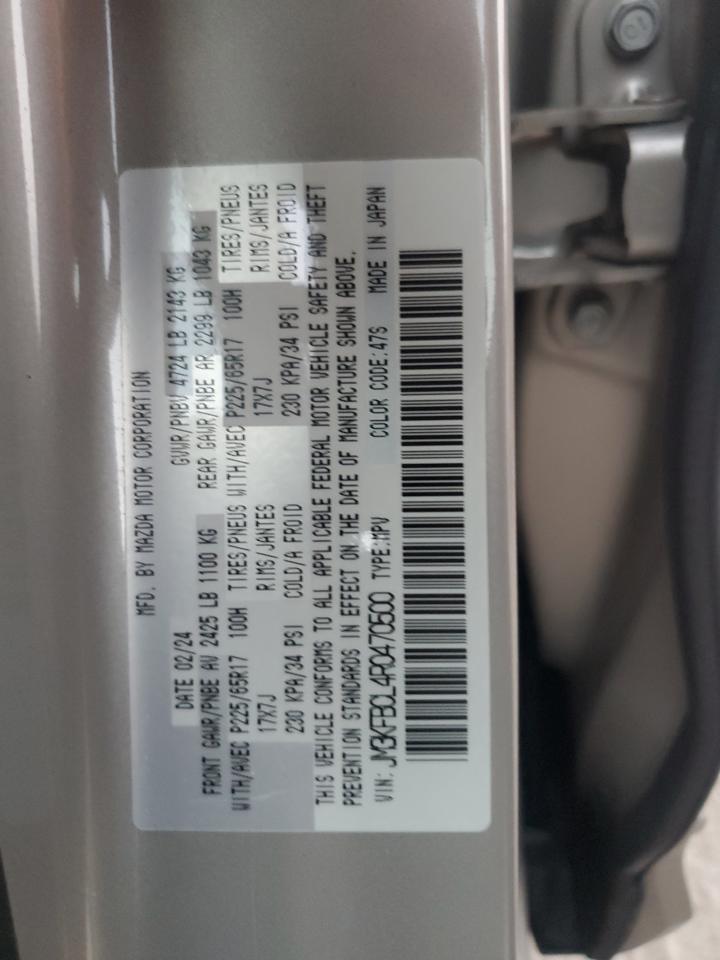 MFD. BY MAZDA MOTOR CORPORATION
DATE 02/24 GVWR/PNBV 4724 LB 2143 KG
FRONT GAWR/PNBE AV 2425 LB 1100 KG REAR GAWR/PNBE AR 2299 LB 1043 KG
WITH/AVEC P225/65R17 100H TIRES/PNEUS WITH/AVEC P225/65R17 100H TIRES/PNEUS
17X7J RIMS/JANTES 17X7J RIMS/JANTES
230 KPA/34 PSI COLD/A FROID 230 KPA/34 PSI COLD/A FROID
THIS VEHICLE CONFORMS TO ALL APPLICABLE FEDERAL MOTOR VEHICLE SAFETY AND THEFT
PREVENTION STANDARDS IN EFFECT ON THE DATE OF MANUFACTURE SHOWN ABOVE.
VIN: JM3KFBCL4R0470500 TYPE:MPV COLOR CODE:47S MADE IN JAPAN